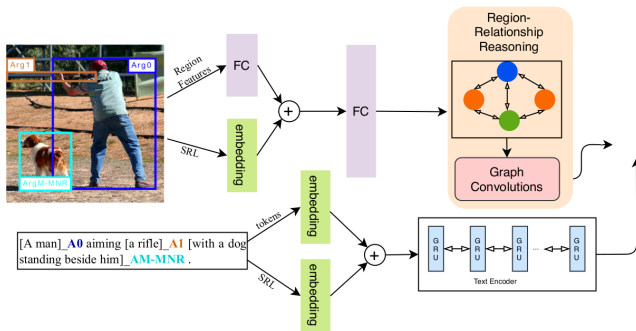 Region-
Relationship
Reasoning
Arg1
Arg0
ArgM-MNR
Region
Features
FC
SRL
embedding
+
FC
Graph
Convolutions
[A man]_A0 aiming [a rifle]_A1 [with a dog
standing beside him]_AM-MNR .
tokens
embedding
SRL
embedding
+
GRU
GRU
GRU
...
GRU
Text Encoder